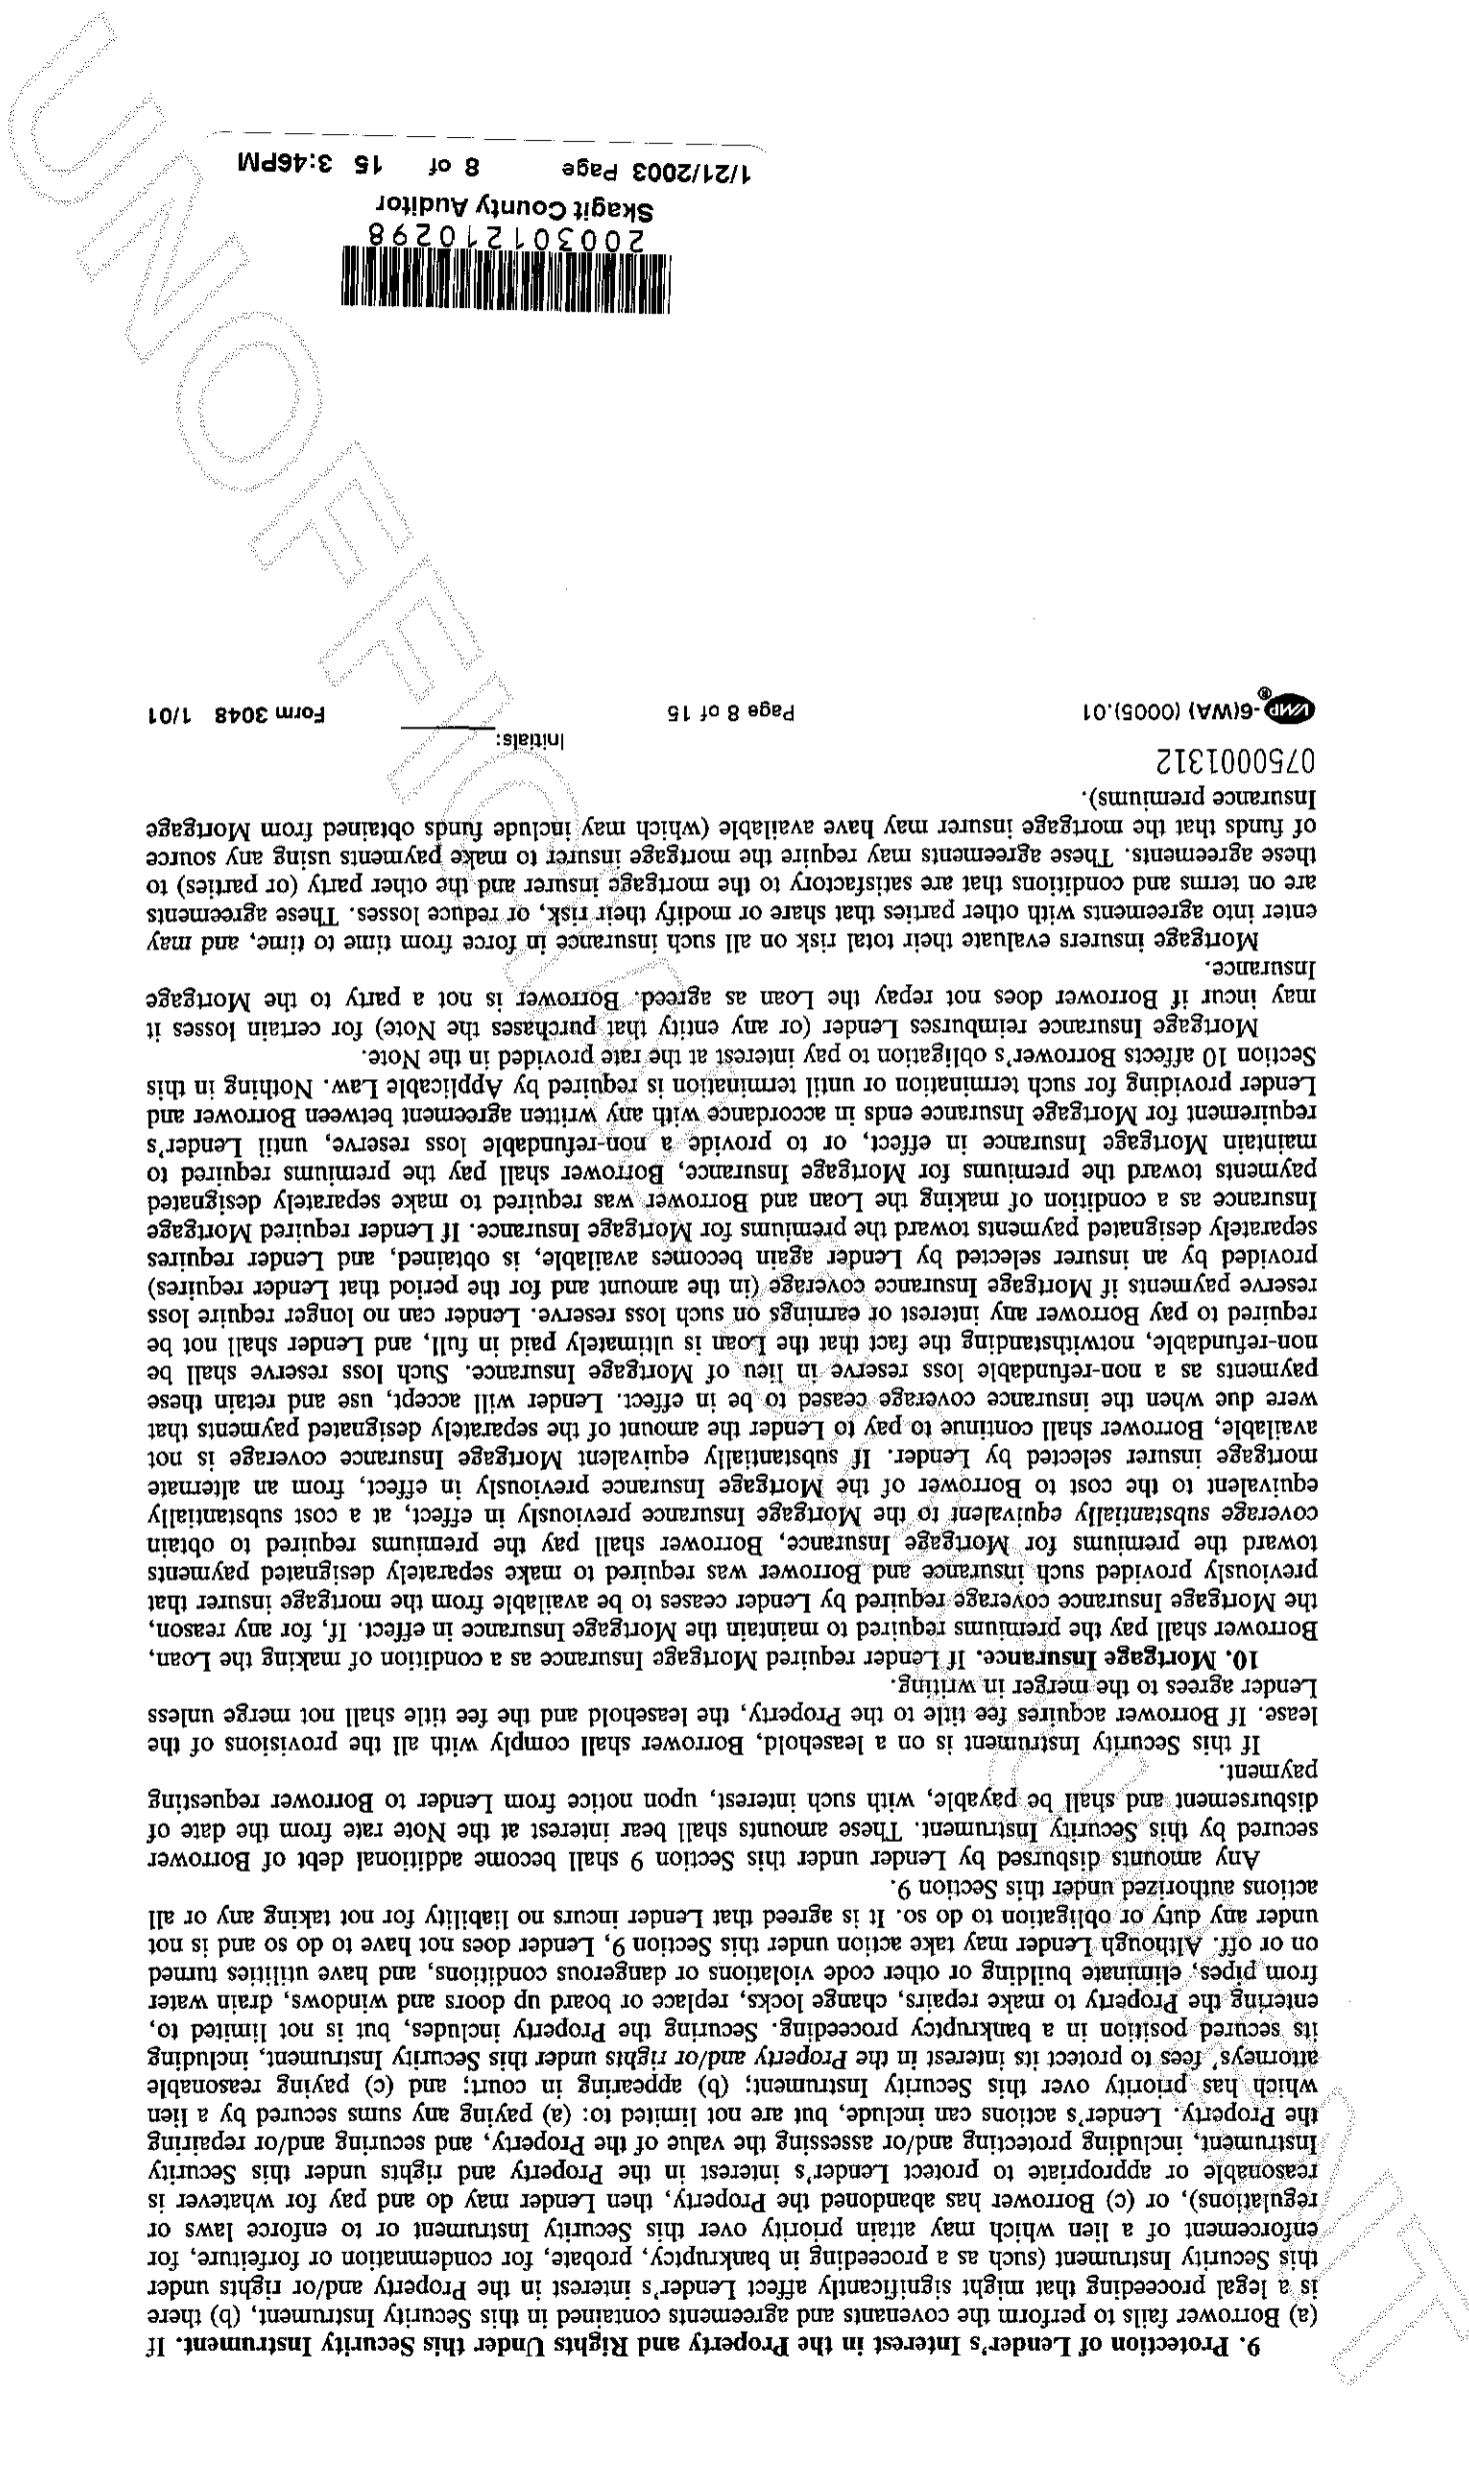 9. Protection of Lender's Interest in the Property and Rights Under this Security Instrument. If
(a) Borrower fails to perform the covenants and agreements contained in this Security Instrument, (b) there
is a legal proceeding that might significantly affect Lender's interest in the Property and/or rights under
this Security Instrument (such as a proceeding in bankruptcy, probate, for condemnation or forfeiture, for
enforcement of a lien which may attain priority over this Security Instrument or to enforce laws or
regulations), or (c) Borrower has abandoned the Property, then Lender may do and pay for whatever is
reasonable or appropriate to protect Lender's interest in the Property and rights under this Security
Instrument, including protecting and/or assessing the value of the Property, and securing and/or repairing
the Property. Lender's actions can include, but are not limited to: (a) paying any sums secured by a lien
which has priority over this Security Instrument; (b) appearing in court; and (c) paying reasonable
attorneys' fees to protect its interest in the Property and/or rights under this Security Instrument, including
its secured position in a bankruptcy proceeding. Securing the Property includes, but is not limited to,
entering the Property to make repairs, change locks, replace or board up doors and windows, drain water
from pipes, eliminate building or other code violations or dangerous conditions, and have utilities turned
on or off. Although Lender may take action under this Section 9, Lender does not have to do so and is not
under any duty or obligation to do so. It is agreed that Lender incurs no liability for not taking any or all
actions authorized under this Section 9.
Any amounts disbursed by Lender under this Section 9 shall become additional debt of Borrower
secured by this Security Instrument. These amounts shall bear interest at the Note rate from the date of
disbursement and shall be payable, with such interest, upon notice from Lender to Borrower requesting
payment.
If this Security Instrument is on a leasehold, Borrower shall comply with all the provisions of the
lease. If Borrower acquires fee title to the Property, the leasehold and the fee title shall not merge unless
Lender agrees to the merger in writing.
10. Mortgage Insurance. If Lender required Mortgage Insurance as a condition of making the Loan,
Borrower shall pay the premiums required to maintain the Mortgage Insurance in effect. If, for any reason,
the Mortgage Insurance coverage required by Lender ceases to be available from the mortgage insurer that
previously provided such insurance and Borrower was required to make separately designated payments
toward the premiums for Mortgage Insurance, Borrower shall pay the premiums required to obtain
coverage substantially equivalent to the Mortgage Insurance previously in effect, at a cost substantially
equivalent to the cost to Borrower of the Mortgage Insurance previously in effect, from an alternate
mortgage insurer selected by Lender. If substantially equivalent Mortgage Insurance coverage is not
available, Borrower shall continue to pay to Lender the amount of the separately designated payments that
were due when the insurance coverage ceased to be in effect. Lender will accept, use and retain these
payments as a non-refundable loss reserve in lieu of Mortgage Insurance. Such loss reserve shall be
non-refundable, notwithstanding the fact that the Loan is ultimately paid in full, and Lender shall not be
required to pay Borrower any interest or earnings on such loss reserve. Lender can no longer require loss
reserve payments if Mortgage Insurance coverage (in the amount and for the period that Lender requires)
provided by an insurer selected by Lender again becomes available, is obtained, and Lender requires
separately designated payments toward the premiums for Mortgage Insurance. If Lender required Mortgage
Insurance as a condition of making the Loan and Borrower was required to make separately designated
payments toward the premiums for Mortgage Insurance, Borrower shall pay the premiums required to
maintain Mortgage Insurance in effect, or to provide a non-refundable loss reserve, until Lender's
requirement for Mortgage Insurance ends in accordance with any written agreement between Borrower and
Lender providing for such termination or until termination is required by Applicable Law. Nothing in this
Section 10 affects Borrower's obligation to pay interest at the rate provided in the Note.
Mortgage Insurance reimburses Lender (or any entity that purchases the Note) for certain losses it
may incur if Borrower does not repay the Loan as agreed. Borrower is not a party to the Mortgage
Insurance.
Mortgage insurers evaluate their total risk on all such insurance in force from time to time, and may
enter into agreements with other parties that share or modify their risk, or reduce losses. These agreements
are on terms and conditions that are satisfactory to the mortgage insurer and the other party (or parties) to
these agreements. These agreements may require the mortgage insurer to make payments using any source
of funds that the mortgage insurer may have available (which may include funds obtained from Mortgage
Insurance premiums).
0750001312
Initials:
VMP®-6(WA) (0005).01 Page 8 of 15 Form 3048 1/01
200301210298
Skagit County Auditor
1/21/2003 Page 8 of 15 3:46PM
UNOFFICIAL DOCUMENT